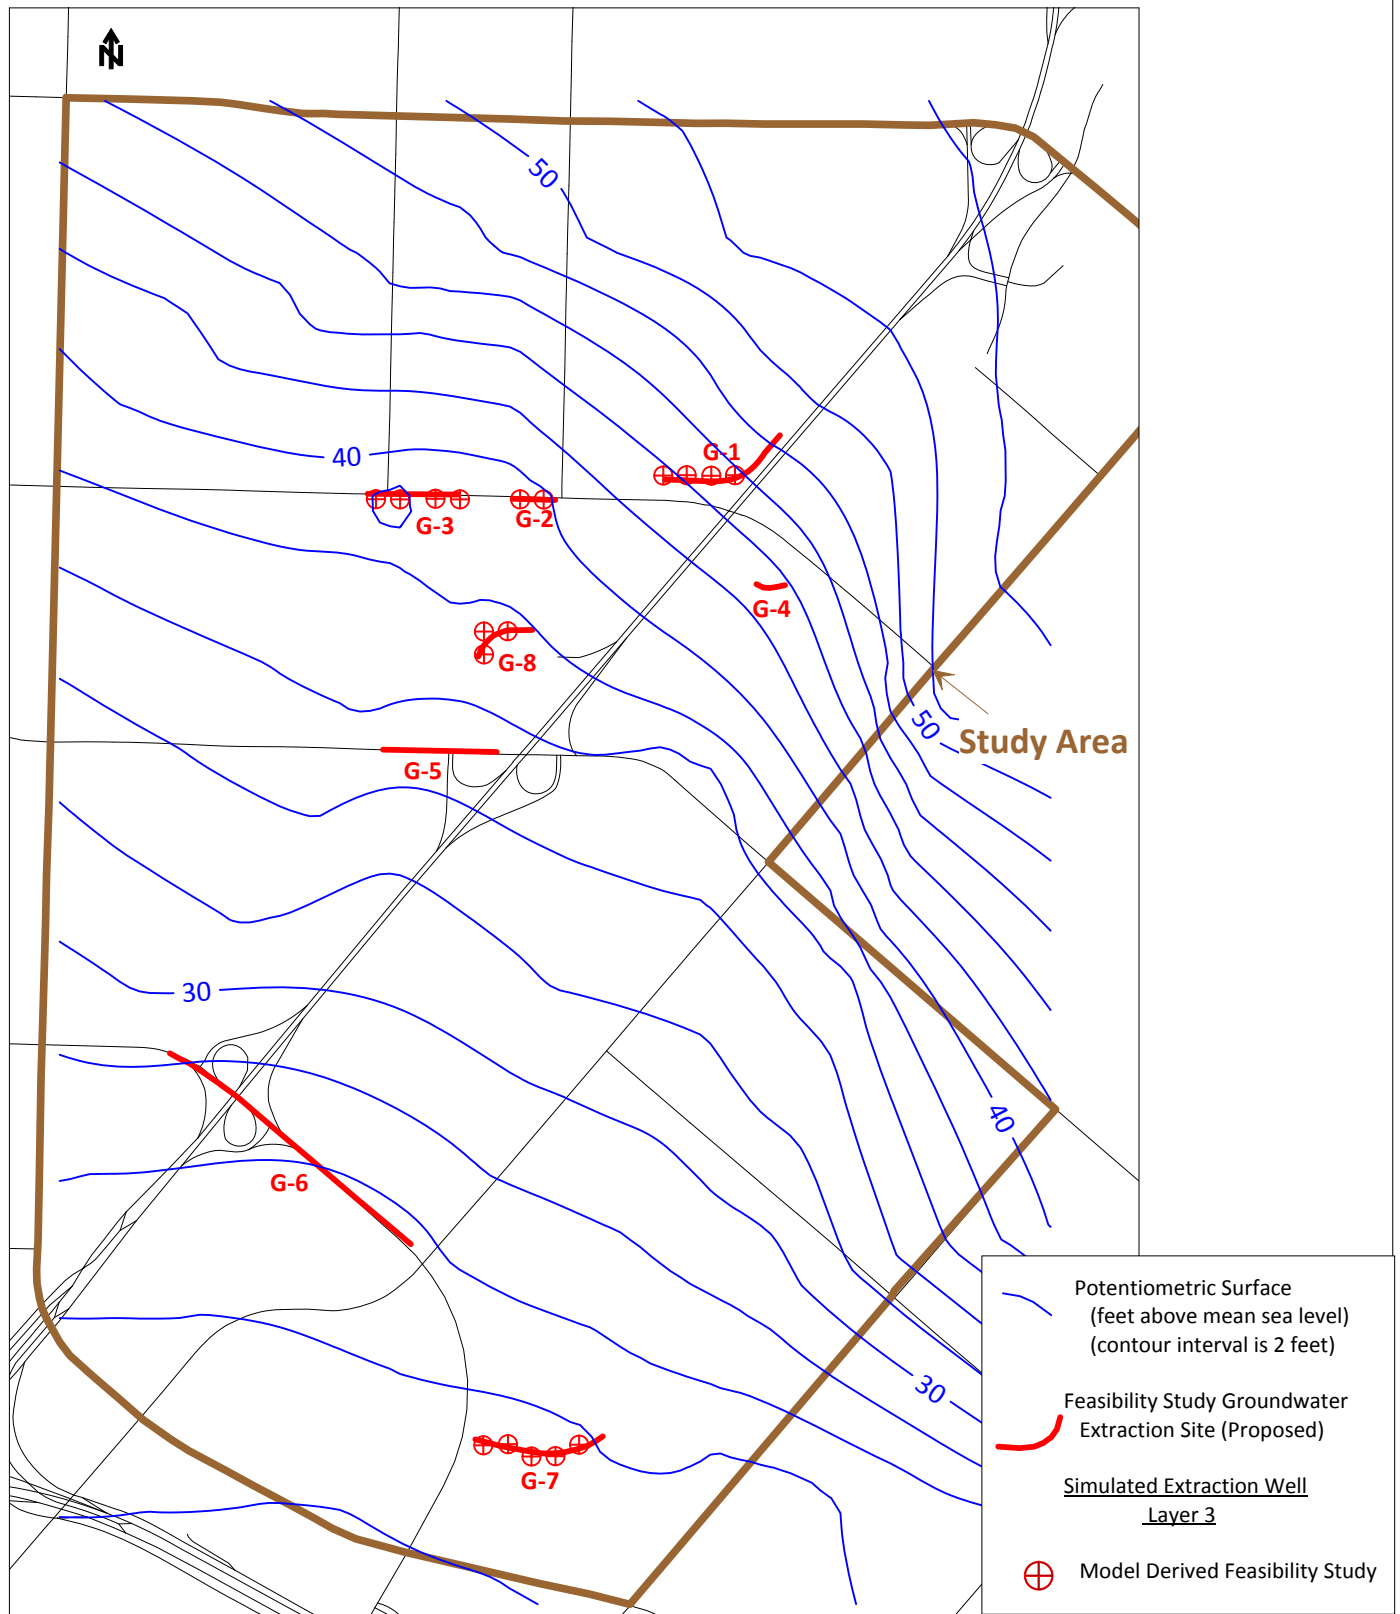 N
50
40
G-1
G-3
G-2
G-4
G-8
50
Study Area
G-5
30
40
G-6
30
G-7
Potentiometric Surface
(feet above mean sea level)
(contour interval is 2 feet)
Feasibility Study Groundwater
Extraction Site (Proposed)
Simulated Extraction Well
Layer 3
Model Derived Feasibility Study